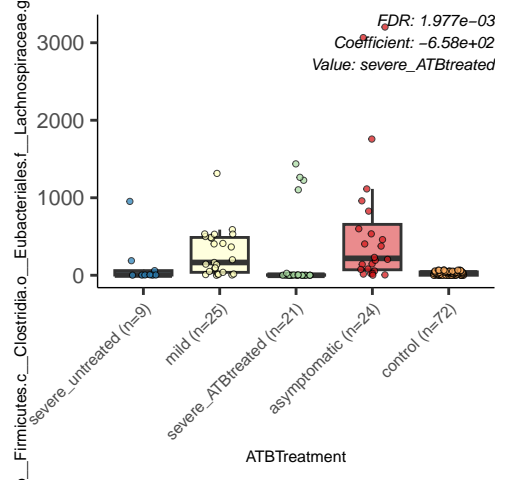 FDR: 1.977e−03
Coefficient: −6.58e+02
Value: severe_ATBtreated
3000
2000
1000
0
severe_untreated (n=9)
mild (n=25)
severe_ATBtreated (n=21)
asymptomatic (n=24)
control (n=72)
ATBTreatment
__Firmicutes.c__Clostridia.o__Eubacteriales.f__Lachnospiraceae.g